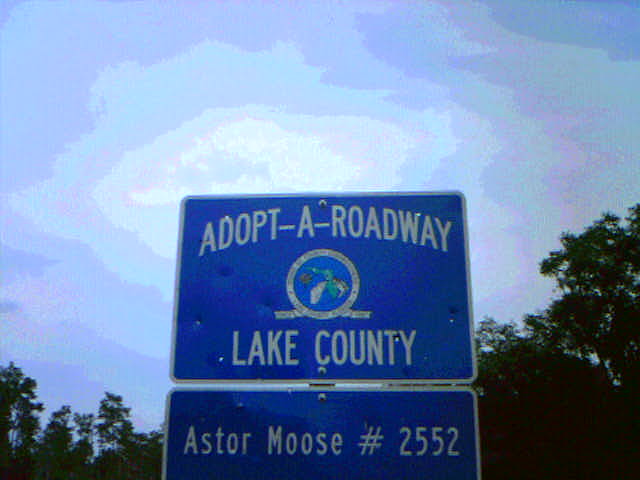 ADOPT-A-ROADWAY
LAKE COUNTY
Astor Moose # 2552